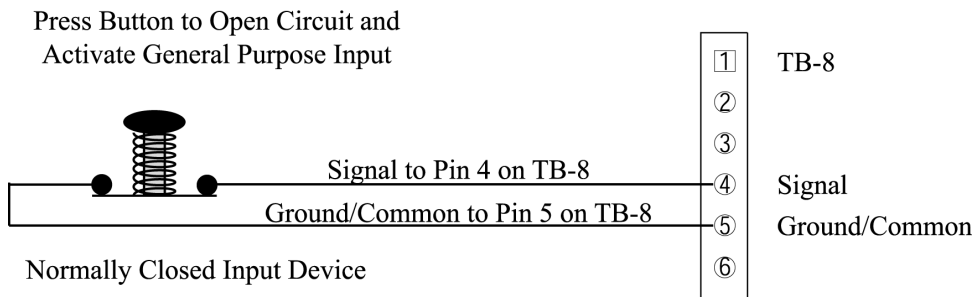 Press Button to Open Circuit and
Activate General Purpose Input
1 TB-8
2
3
Signal to Pin 4 on TB-8 4 Signal
Ground/Common to Pin 5 on TB-8 5 Ground/Common
Normally Closed Input Device 6